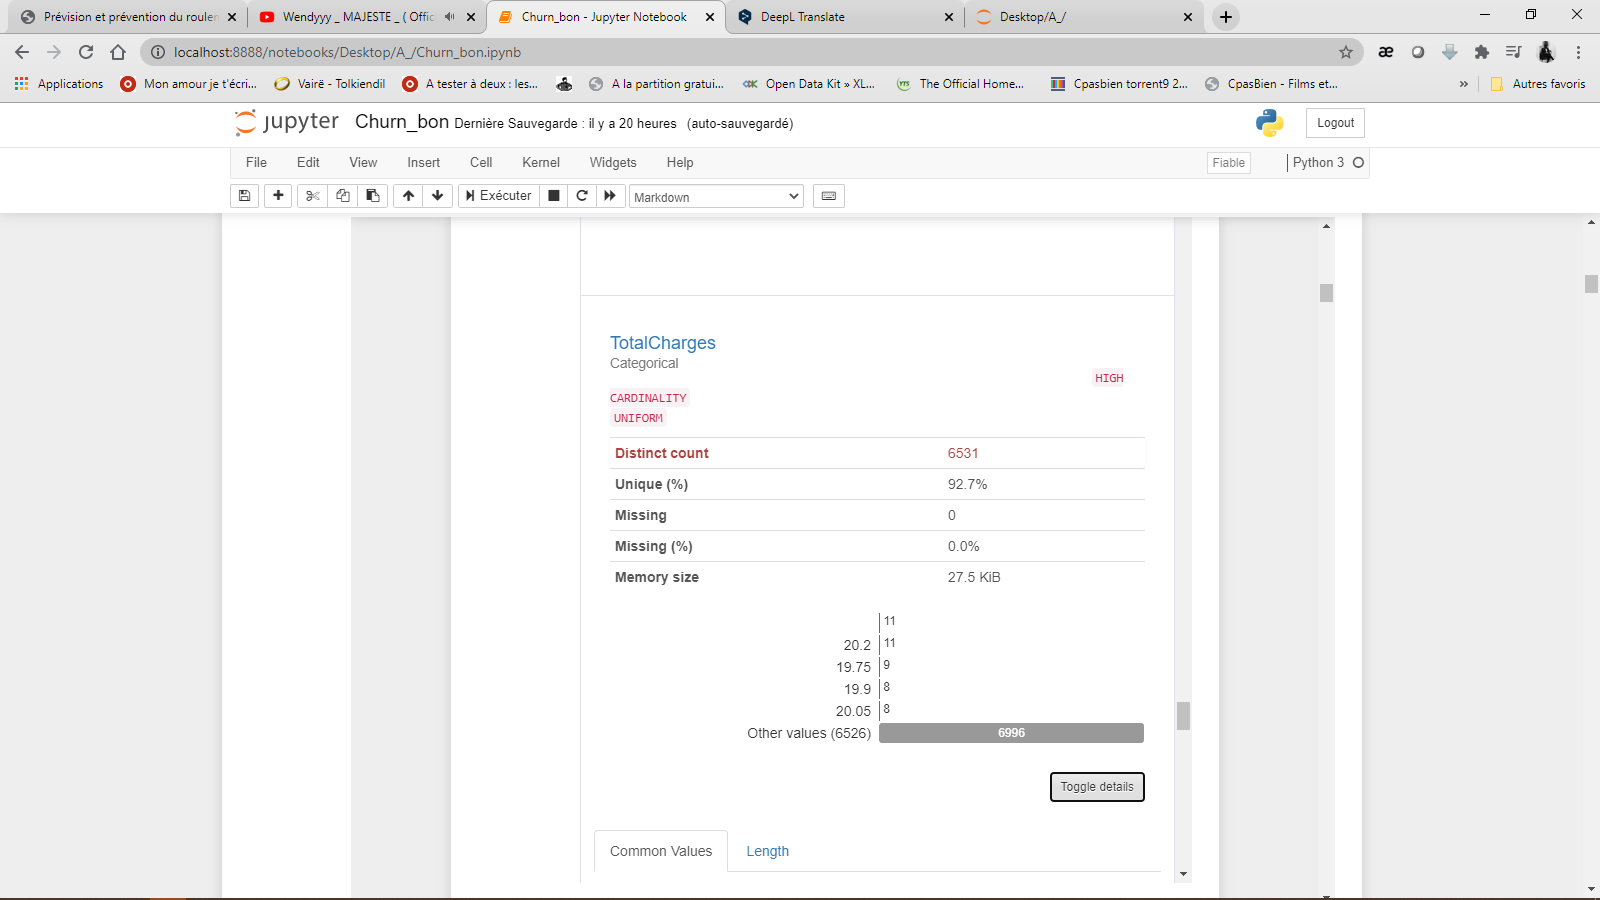 Prévision et prévention du rouler
Wendyyy _ MAJESTE _ ( Offic
Churn_bon - Jupyter Notebook
DeepL Translate
Desktop/A_/
localhost:8888/notebooks/Desktop/A_/Churn_bon.ipynb
Applications
Mon amour je t'écri...
Vairë - Tolkiendil
A tester à deux : les...
A la partition gratui...
Open Data Kit » XL...
The Official Home...
Cpasbien torrent9 2...
CpasBien - Films et...
»
Autres favoris
jupyter Churn_bon Dernière Sauvegarde : il y a 20 heures (auto-sauvegardé)
Logout
File Edit View Insert Cell Kernel Widgets Help
Fiable
Python 3
Exécuter
Markdown
TotalCharges
Categorical
HIGH
CARDINALITY
UNIFORM
Distinct count 6531
Unique (%) 92.7%
Missing 0
Missing (%) 0.0%
Memory size 27.5 KiB
11
20.2 11
19.75 9
19.9 8
20.05 8
Other values (6526) 6996
Toggle details
Common Values Length